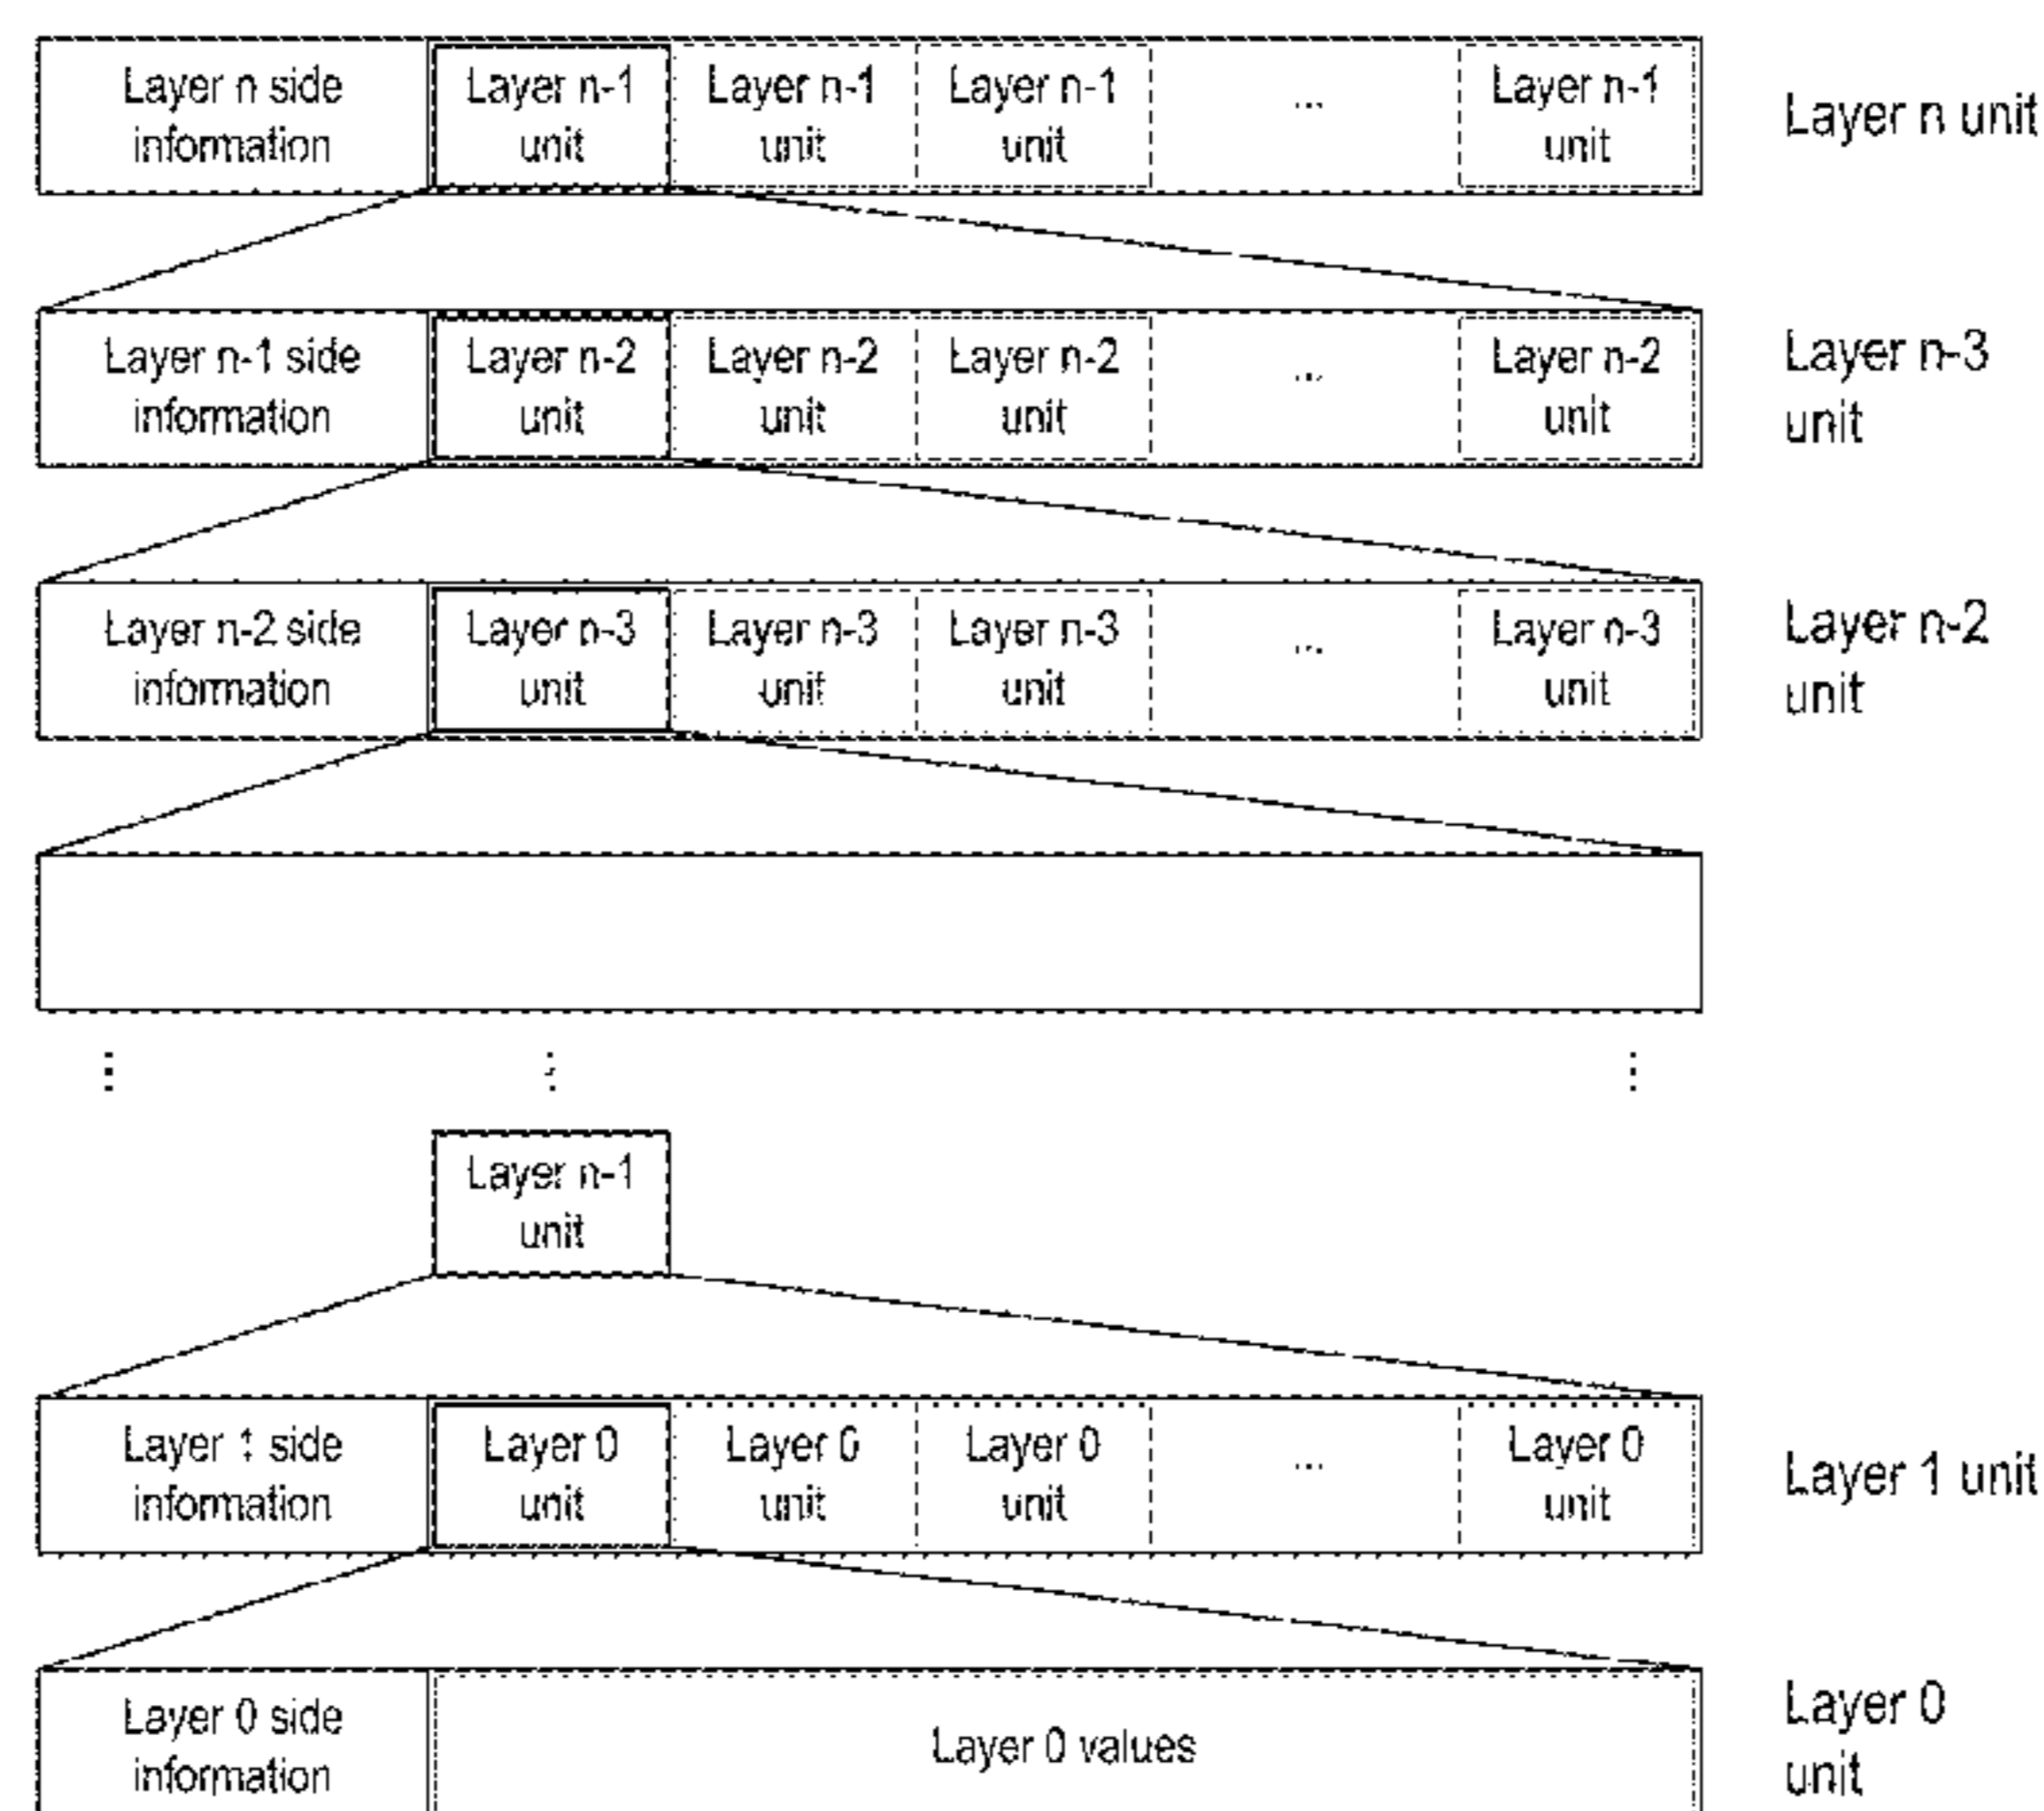 Layer n side
information
Layer n-1
unit
Layer n-1
unit
Layer n-1
unit
...
Layer n-1
unit
Layer n unit
Layer n-1 side
information
Layer n-2
unit
Layer n-2
unit
Layer n-2
unit
...
Layer n-2
unit
Layer n-3
unit
Layer n-2 side
information
Layer n-3
unit
Layer n-3
unit
Layer n-3
unit
...
Layer n-3
unit
Layer n-2
unit
Layer n-1
unit
Layer 1 side
information
Layer 0
unit
Layer 0
unit
Layer 0
unit
...
Layer 0
unit
Layer 1 unit
Layer 0 side
information
Layer 0 values
Layer 0
unit